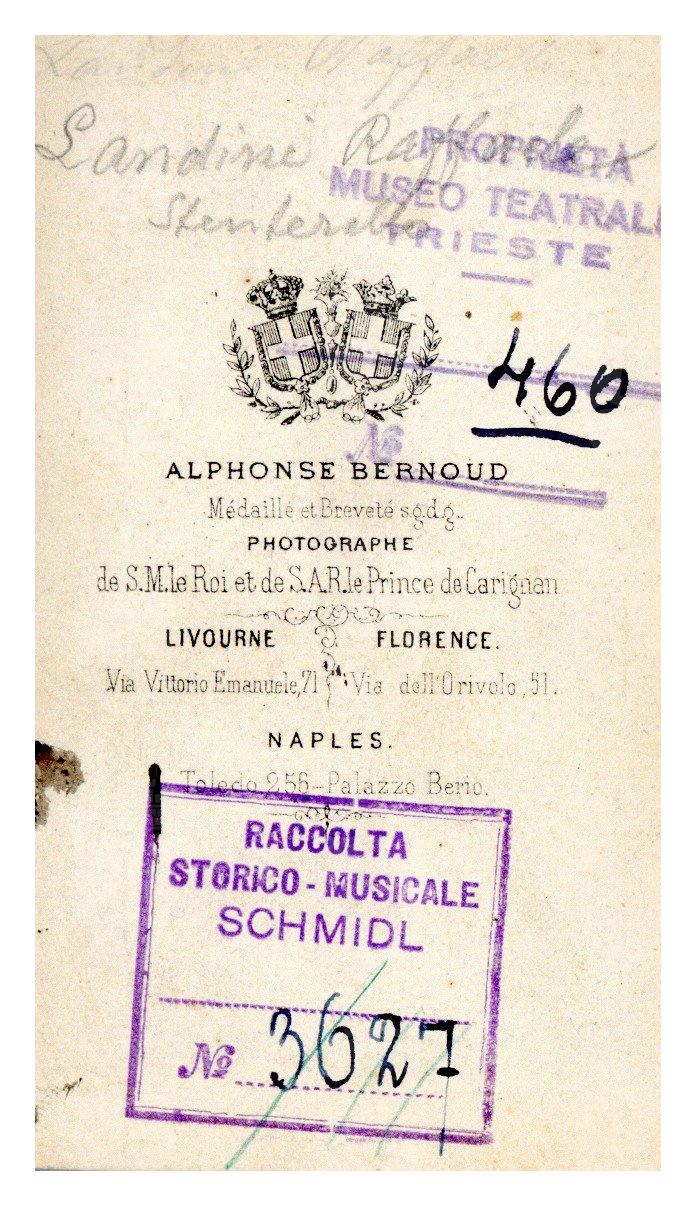 Landini Raffaello
Landini Raffaele
Stenterello
PROPRIETÀ
MUSEO TEATRALE
TRIESTE
460
No
ALPHONSE BERNOUD
Médaillé et Breveté s.g.d.g..
PHOTOGRAPHE
de S.M. le Roi et de S.A.R. le Prince de Carignan
LIVOURNE FLORENCE.
Via Vittorio Emanuele, 71 Via dell'Orivolo, 51.
NAPLES.
Toledo 256-Palazzo Berio.
RACCOLTA
STORICO-MUSICALE
SCHMIDL
No 3627